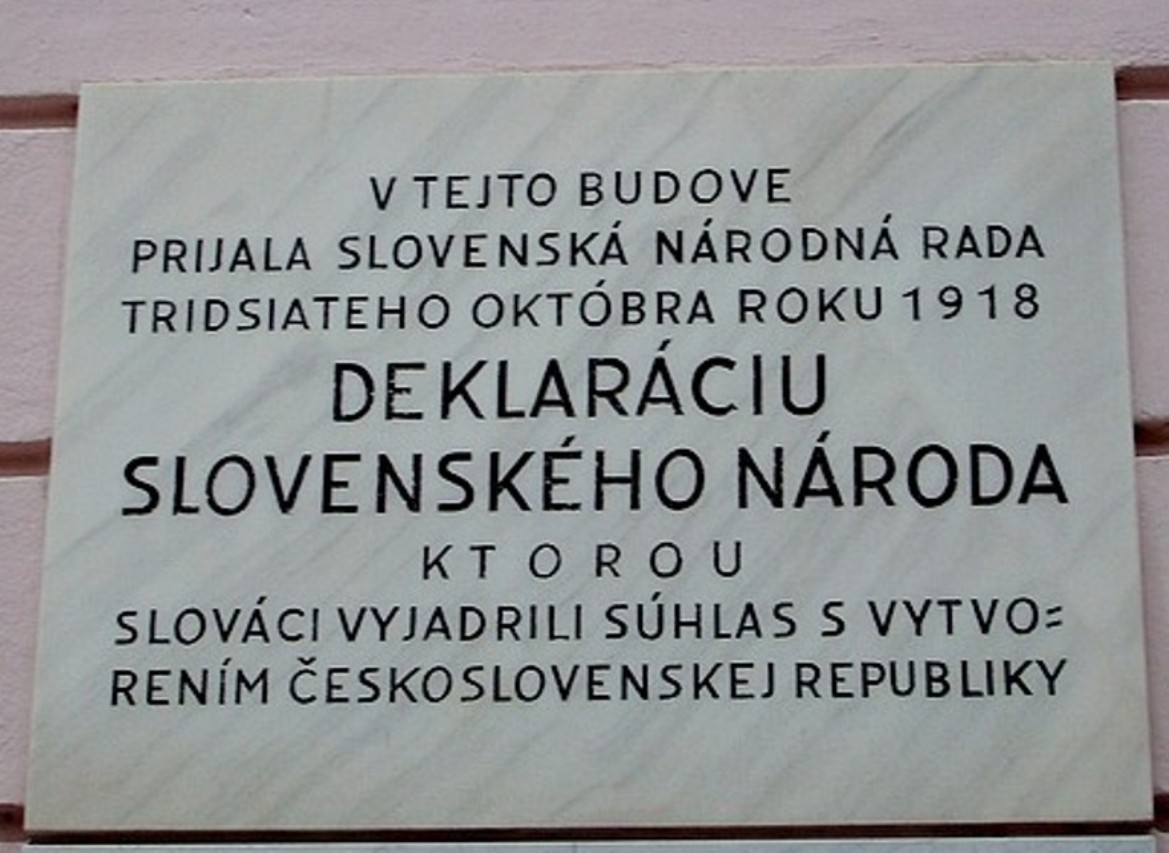 V TEJTO BUDOVE
PRIJALA SLOVENSKÁ NÁRODNÁ RADA
TRIDSIATEHO OKTÓBRA ROKU 1918
DEKLARÁCIU
SLOVENSKÉHO NÁRODA
KTOROU
SLOVÁCI VYJADRILI SÚHLAS S VYTVO=
RENÍM ČESKOSLOVENSKEJ REPUBLIKY